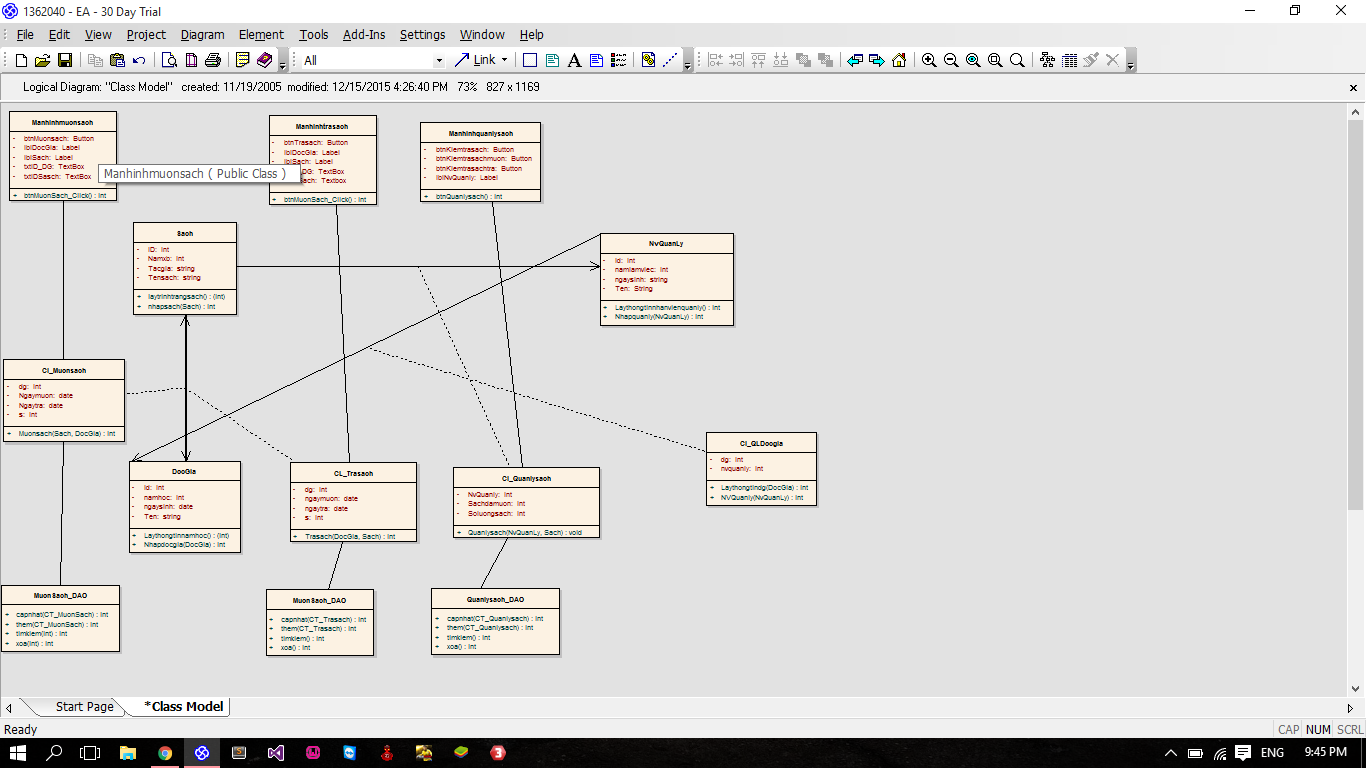 1362040 - EA - 30 Day Trial
File Edit View Project Diagram Element Tools Add-Ins Settings Window Help
All
Link
Logical Diagram: "Class Model" created: 11/19/2005 modified: 12/15/2015 4:26:40 PM 73% 827 x 1169
Manhinhmuonsach
- btnMuonsach: Button
- lblDocGia: Label
- lblSach: Label
- txtID_DG: TextBox
- txtIDSasch: TextBox
+ btnMuonSach_Click() : int
Manhinhmuonsach ( Public Class )
Manhinhtrasach
- btnTrasach: Button
- lblDocGia: Label
- lblSach: Label
_DG: TextBox
Sach: Textbox
+ btnMuonSach_Click() : int
Manhinhquanlysach
- btnKiemtrasach: Button
- btnKiemtrasachmuon: Button
- btnKiemtrasachtra: Button
- lblNvQuanly: Label
+ btnQuanlysach() : int
Sach
- ID: int
- Namxb: int
- Tacgia: string
- Tensach: string
+ laytrinhtrangsach() : (int)
+ nhapsach(Sach) : int
NvQuanLy
- id: int
- namlamviec: int
- ngaysinh: string
- Ten: String
+ Laythongtinnhanvienquanly() : int
+ Nhapquanly(NvQuanLy) : int
Ct_Muonsach
- dg: int
- Ngaymuon: date
- Ngaytra: date
- s: int
+ Muonsach(Sach, DocGia) : int
DocGia
- id: int
- namhoc: int
- ngaysinh: date
- Ten: string
+ Laythongtinnamhoc() : (int)
+ Nhapdocgia(DocGia) : int
CL_Trasach
- dg: int
- ngaymuon: date
- ngaytra: date
- s: int
+ Trasach(DocGia, Sach) : int
Ct_Quanlysach
- NvQuanly: int
- Sachdamuon: int
- Soluongsach: int
+ Quanlysach(NvQuanLy, Sach) : void
Ct_QLDocgia
- dg: int
- nvquanly: int
+ Laythongtindg(DocGia) : int
+ NVQuanly(NvQuanLy) : int
MuonSach_DAO
+ capnhat(CT_MuonSach) : int
+ them(CT_MuonSach) : int
+ timkiem(int) : int
+ xoa(int) : int
MuonSach_DAO
+ capnhat(CT_Trasach) : int
+ them(CT_Trasach) : int
+ timkiem() : int
+ xoa() : int
Quanlysach_DAO
+ capnhat(CT_Quanlysach) : int
+ them(CT_Quanlysach) : int
+ timkiem() : int
+ xoa() : int
Start Page *Class Model
Ready
CAP NUM SCRL
3
ENG 9:45 PM